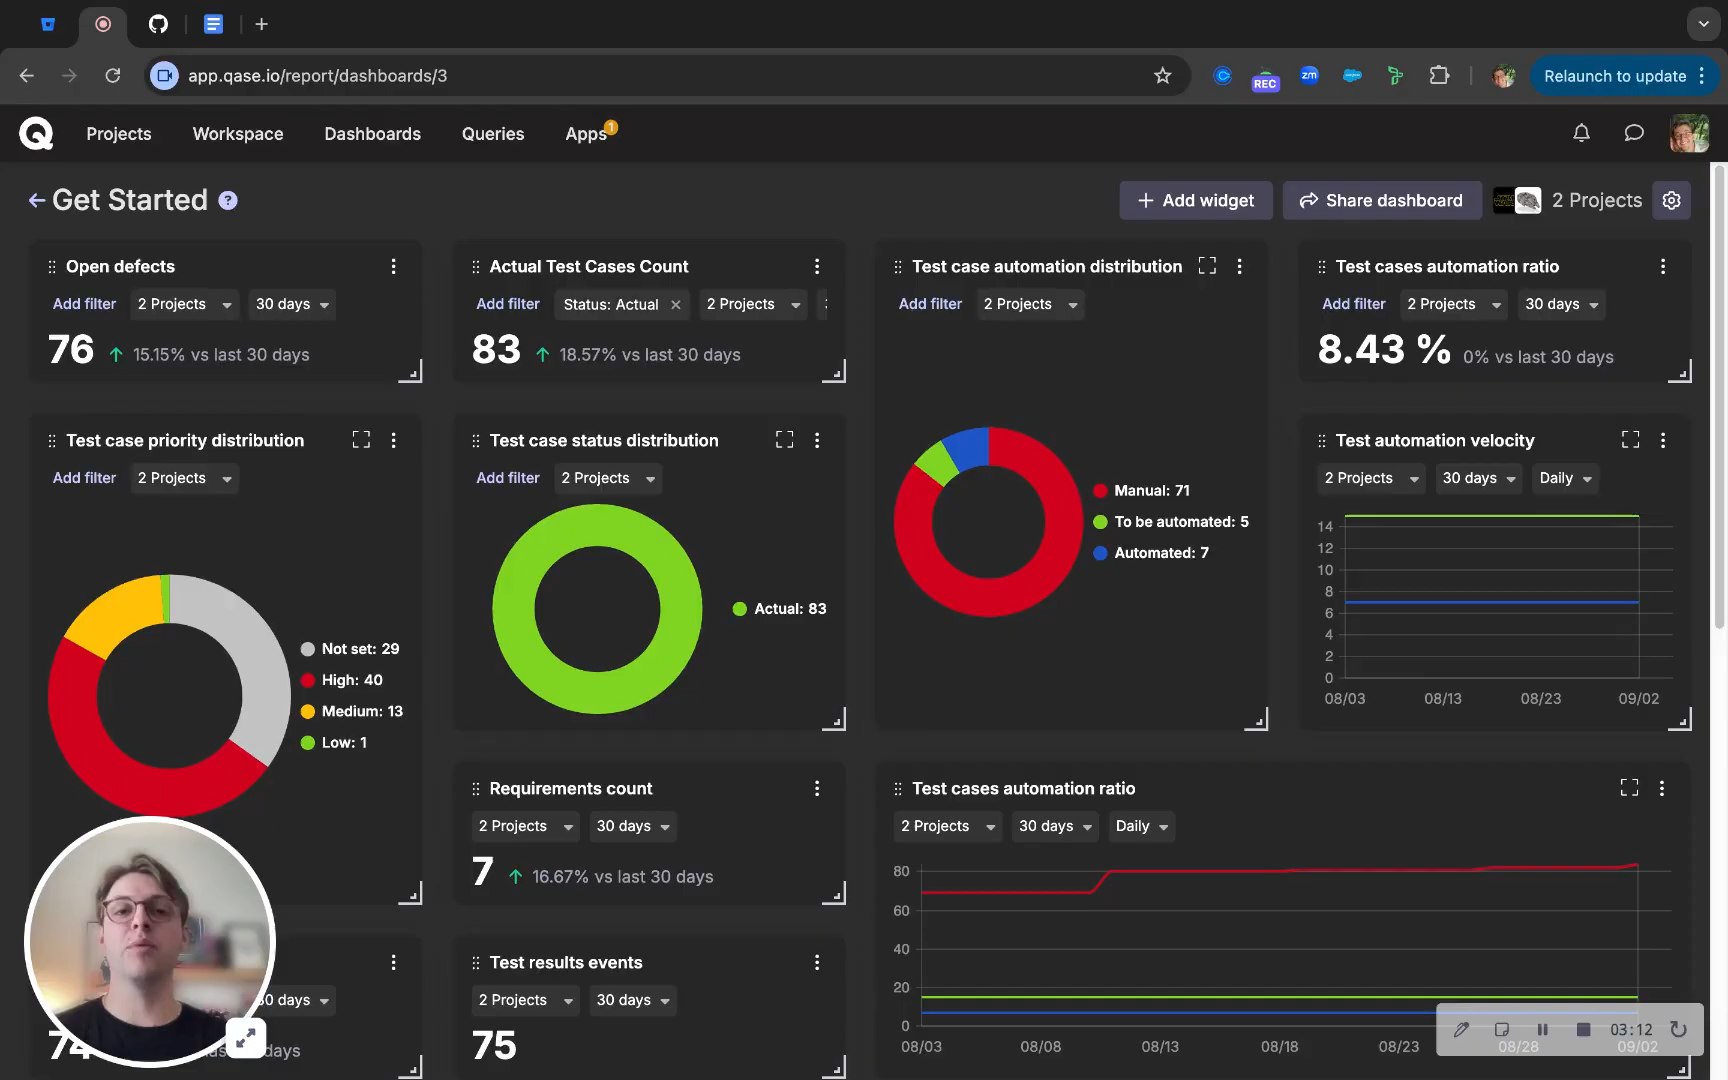 app.qase.io/report/dashboards/3
REC
zm
Relaunch to update
Projects
Workspace
Dashboards
Queries
Apps
1
Get Started
?
Add widget
Share dashboard
2 Projects
Open defects
Add filter
2 Projects
30 days
76
15.15% vs last 30 days
Actual Test Cases Count
Add filter
Status: Actual
2 Projects
83
18.57% vs last 30 days
Test case automation distribution
Add filter
2 Projects
Manual: 71
To be automated: 5
Automated: 7
Test cases automation ratio
Add filter
2 Projects
30 days
8.43 %
0% vs last 30 days
Test case priority distribution
Add filter
2 Projects
Not set: 29
High: 40
Medium: 13
Low: 1
Test case status distribution
Add filter
2 Projects
Actual: 83
Test automation velocity
2 Projects
30 days
Daily
14
12
10
8
6
4
2
0
08/03
08/13
08/23
09/02
Requirements count
2 Projects
30 days
7
16.67% vs last 30 days
Test cases automation ratio
2 Projects
30 days
Daily
80
60
40
20
0
08/03
08/08
08/13
08/18
08/23
08/28
09/02
30 days
74
days
Test results events
2 Projects
30 days
75
03:12